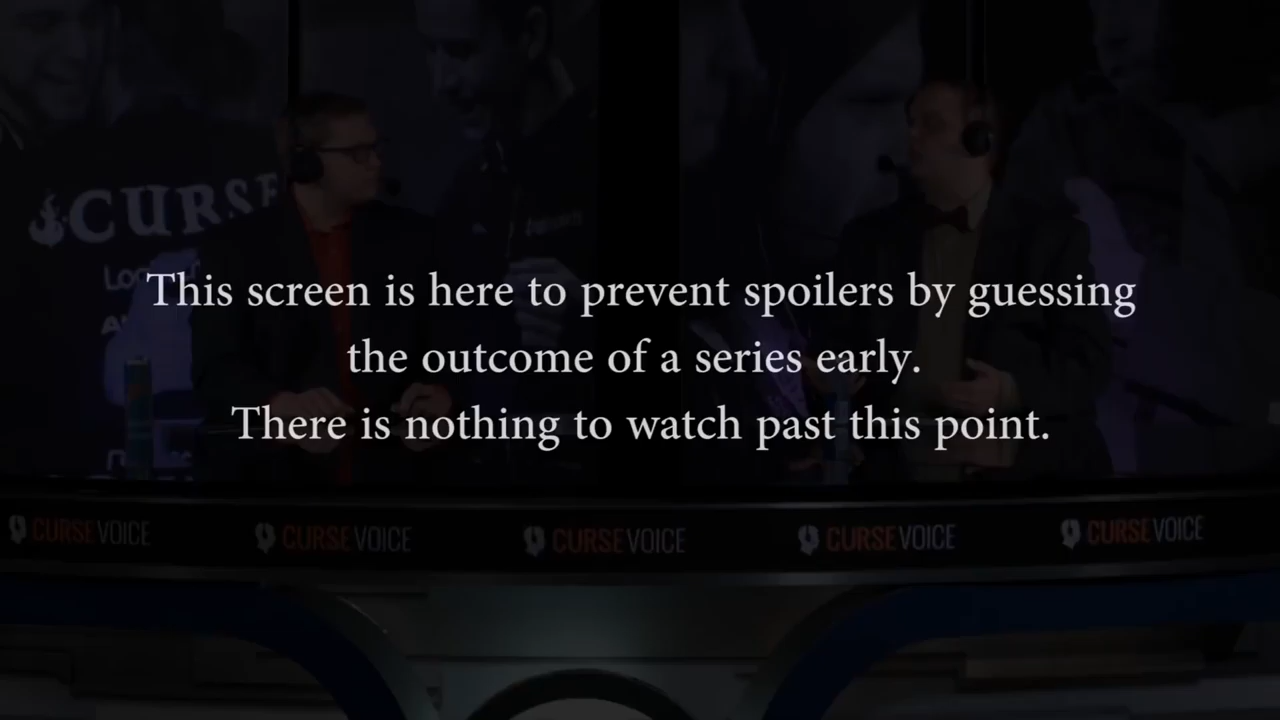 CURSE
This screen is here to prevent spoilers by guessing
the outcome of a series early.
There is nothing to watch past this point.
CURSEVOICE CURSEVOICE CURSEVOICE CURSEVOICE CURSEVOICE